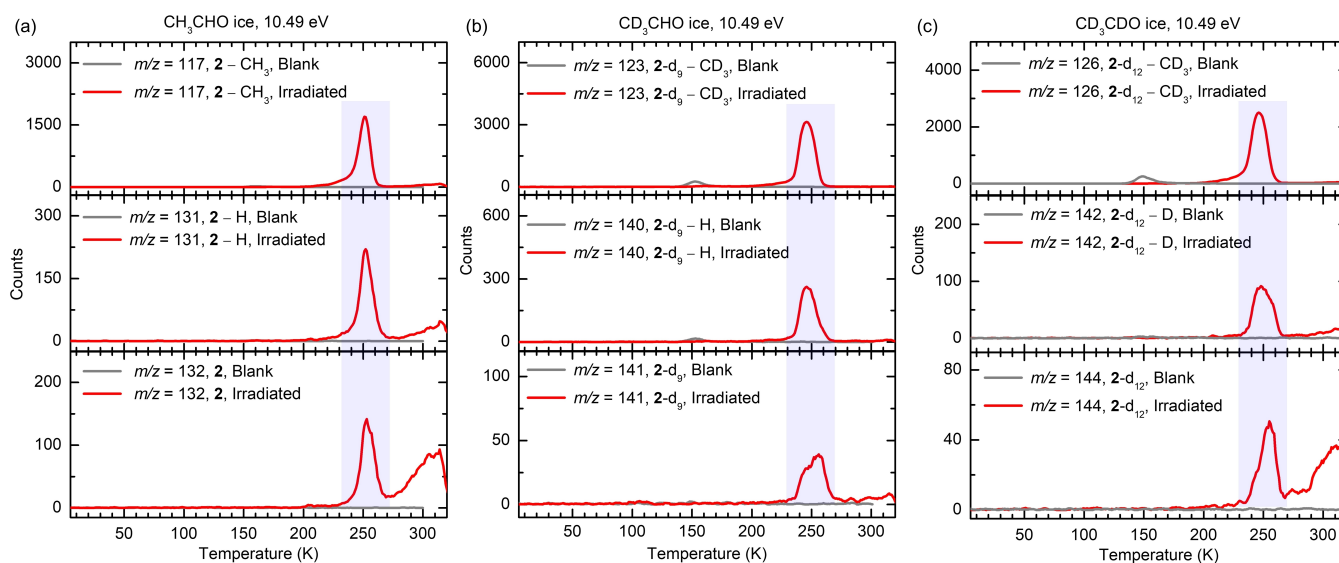 (a)
CH₃CHO ice, 10.49 eV
3000
1500
0
m/z = 117, 2 – CH₃, Blank
m/z = 117, 2 – CH₃, Irradiated
300
150
0
m/z = 131, 2 – H, Blank
m/z = 131, 2 – H, Irradiated
200
100
0
m/z = 132, 2, Blank
m/z = 132, 2, Irradiated
Counts
50 100 150 200 250 300
Temperature (K)
(b)
CD₃CHO ice, 10.49 eV
6000
3000
0
m/z = 123, 2-d₉ – CD₃, Blank
m/z = 123, 2-d₉ – CD₃, Irradiated
600
300
0
m/z = 140, 2-d₉ – H, Blank
m/z = 140, 2-d₉ – H, Irradiated
100
50
0
m/z = 141, 2-d₉, Blank
m/z = 141, 2-d₉, Irradiated
Counts
50 100 150 200 250 300
Temperature (K)
(c)
CD₃CDO ice, 10.49 eV
4000
2000
0
m/z = 126, 2-d₁₂ – CD₃, Blank
m/z = 126, 2-d₁₂ – CD₃, Irradiated
200
100
0
m/z = 142, 2-d₁₂ – D, Blank
m/z = 142, 2-d₁₂ – D, Irradiated
80
40
0
m/z = 144, 2-d₁₂, Blank
m/z = 144, 2-d₁₂, Irradiated
Counts
50 100 150 200 250 300
Temperature (K)